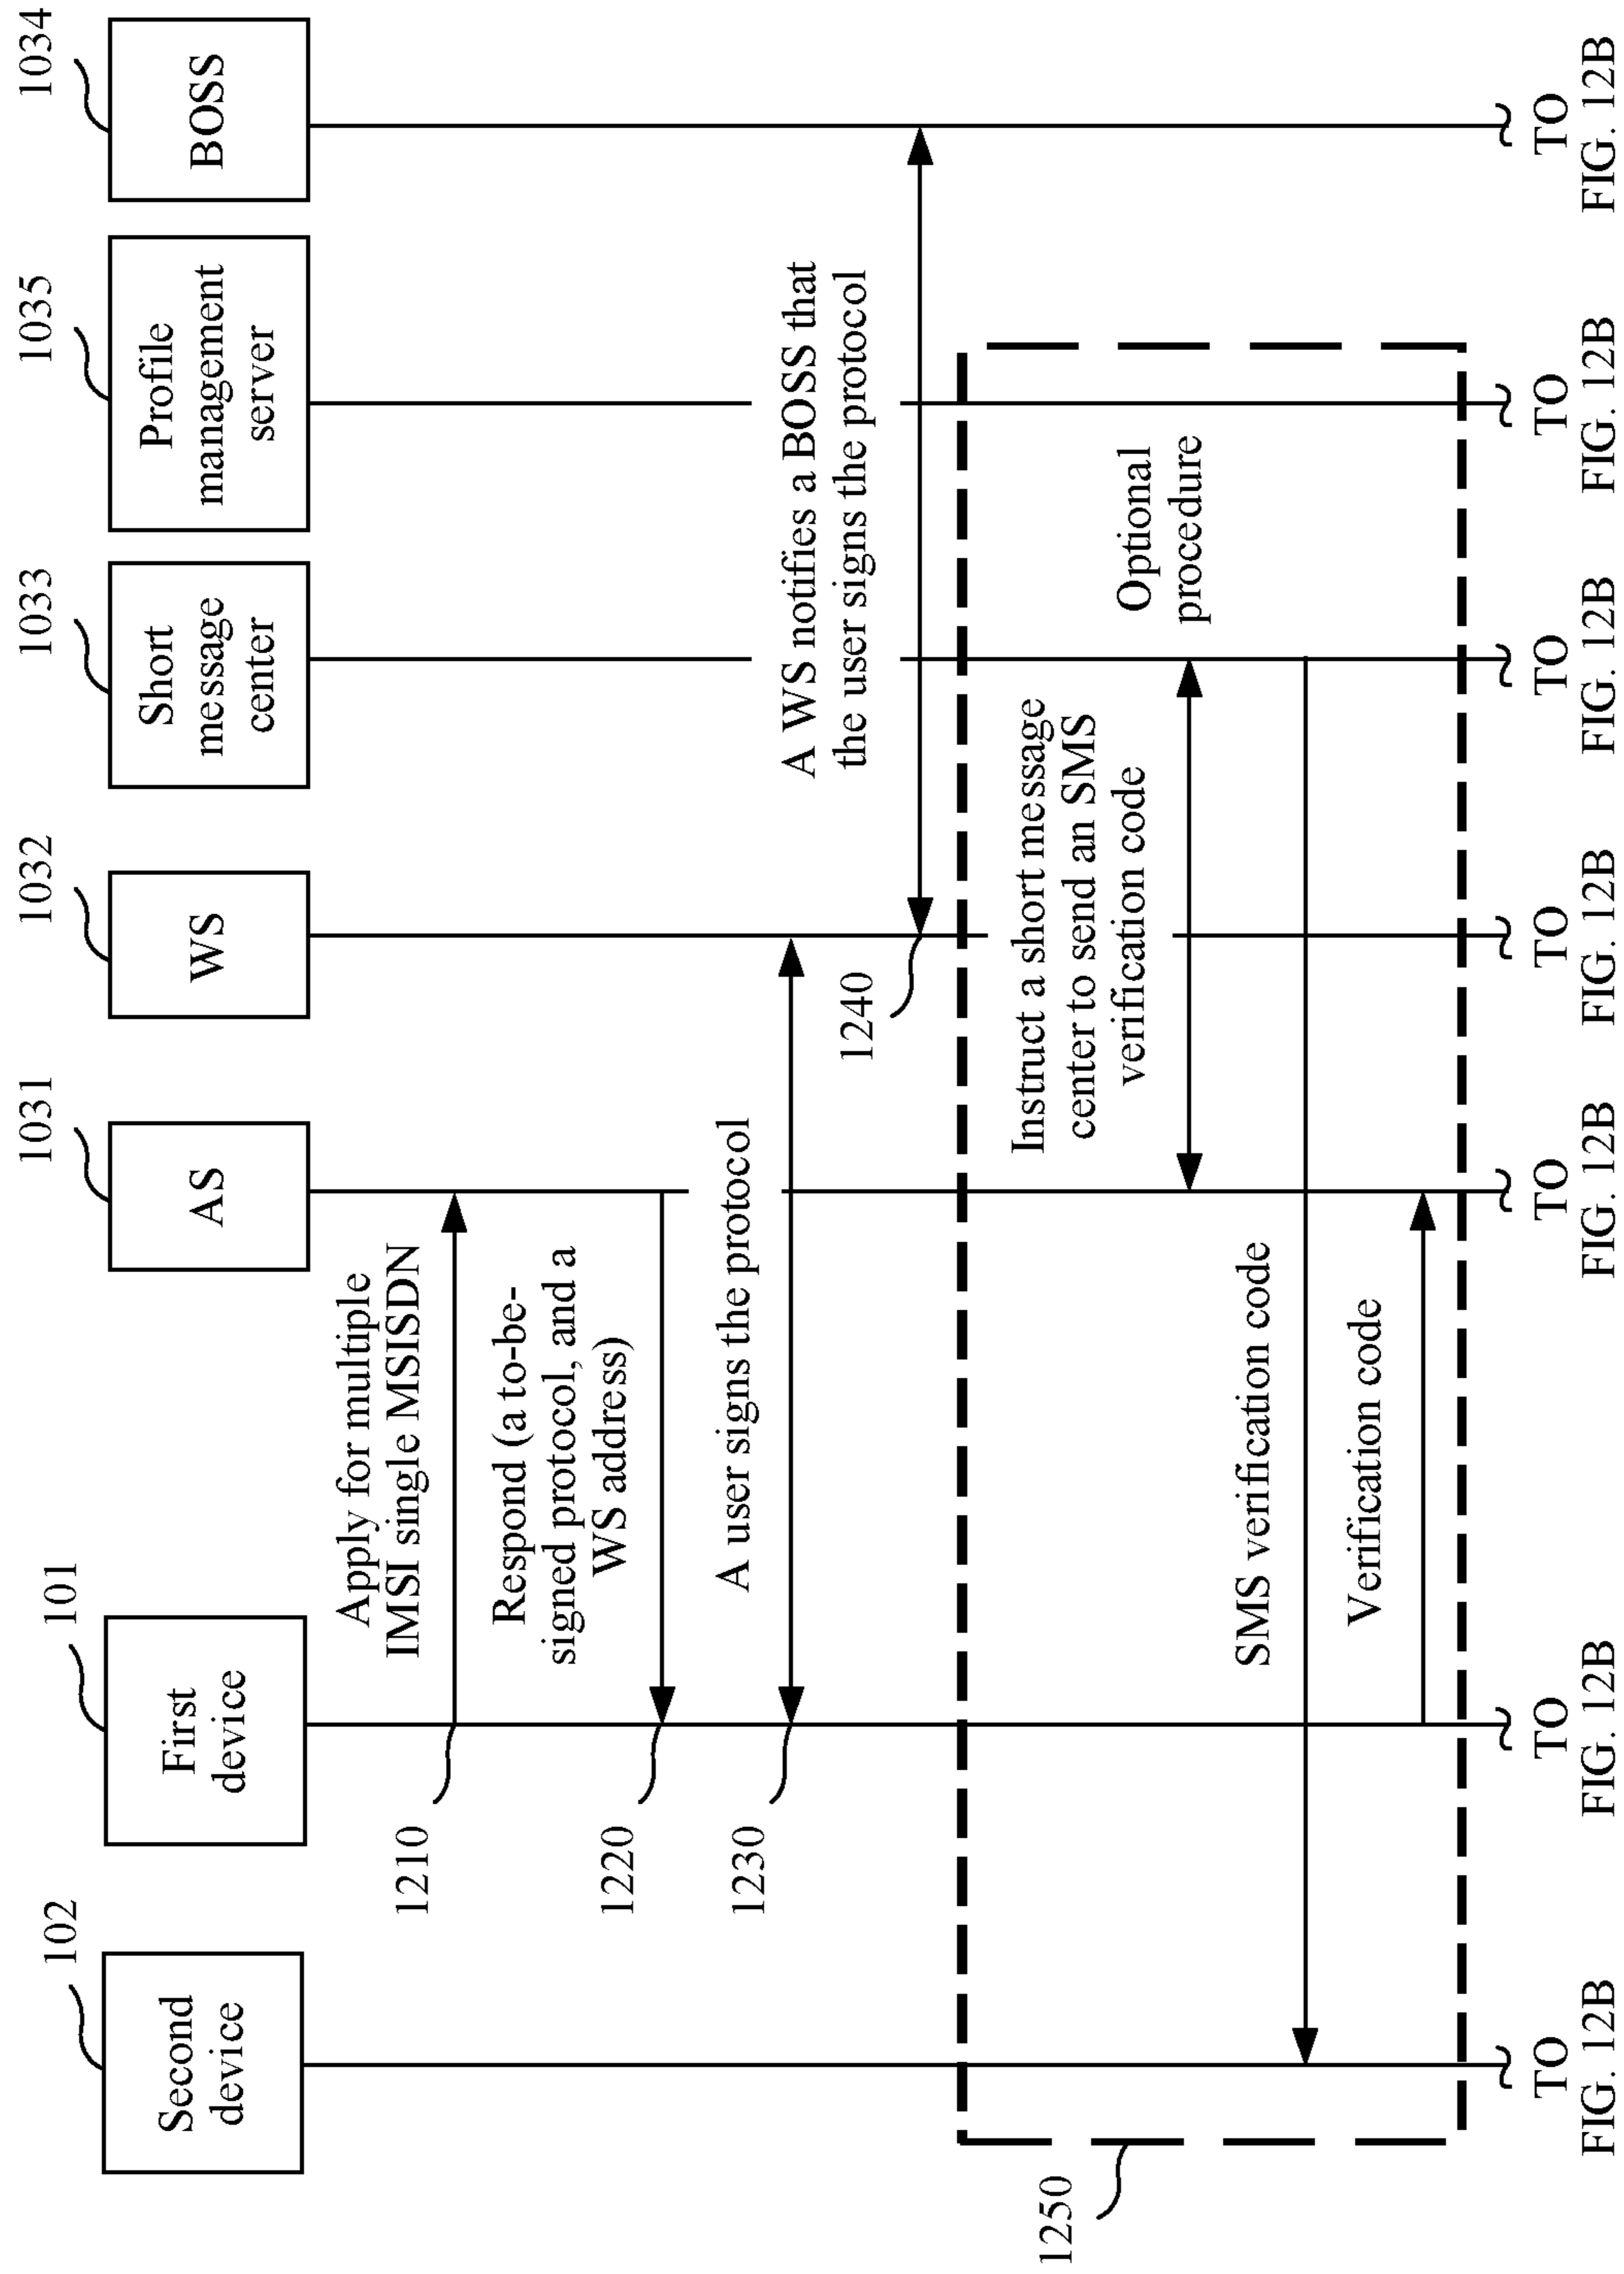 102
101
1031
1032
1033
1035
1034
Second
device
First
device
AS
WS
Short
message
center
Profile
management
server
BOSS
Apply for multiple
IMSI single MSISDN
1210
Respond (a to-be-
signed protocol, and a
WS address)
1220
A user signs the protocol
1230
A WS notifies a BOSS that
the user signs the protocol
1240
Instruct a short message
center to send an SMS
verification code
Optional
procedure
1250
SMS verification code
Verification code
TO
FIG. 12B
TO
FIG. 12B
TO
FIG. 12B
TO
FIG. 12B
TO
FIG. 12B
TO
FIG. 12B
TO
FIG. 12B